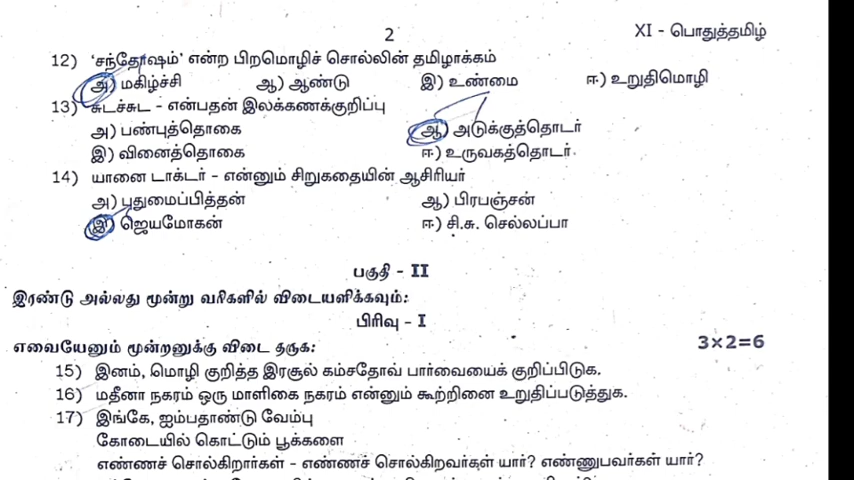 2
XI - பொதுத்தமிழ்
12) 'சந்தோஷம்' என்ற பிறமொழிச் சொல்லின் தமிழாக்கம்
அ) மகிழ்ச்சி ஆ) ஆண்டு இ) உண்மை ஈ) உறுதிமொழி
13) சுடச்சுட - என்பதன் இலக்கணக்குறிப்பு
அ) பண்புத்தொகை ஆ) அடுக்குத்தொடர்
இ) வினைத்தொகை ஈ) உருவகத்தொடர்
14) யானை டாக்டர் - என்னும் சிறுகதையின் ஆசிரியர்
அ) புதுமைப்பித்தன் ஆ) பிரபஞ்சன்
இ) ஜெயமோகன் ஈ) சி.சு. செல்லப்பா
பகுதி - II
இரண்டு அல்லது மூன்று வரிகளில் விடையளிக்கவும்:
பிரிவு - I
எவையேனும் மூன்றனுக்கு விடை தருக: 3×2=6
15) இனம், மொழி குறித்த இரசூல் கம்சதோவ் பார்வையைக் குறிப்பிடுக.
16) மதீனா நகரம் ஒரு மாளிகை நகரம் என்னும் கூற்றினை உறுதிப்படுத்துக.
17) இங்கே, ஐம்பதாண்டு வேம்பு
கோடையில் கொட்டும் பூக்களை
எண்ணச் சொல்கிறார்கள் - எண்ணச் சொல்கிறவர்கள் யார்? எண்ணுபவர்கள் யார்?